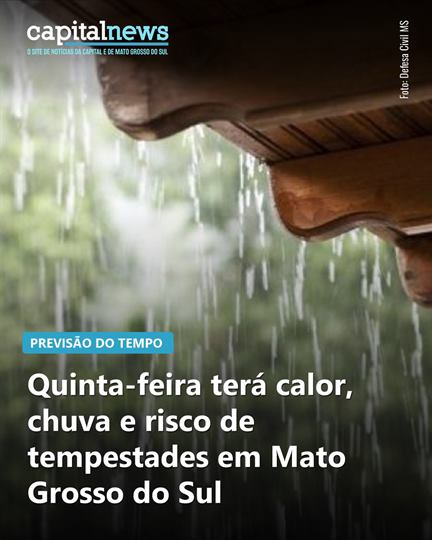 capitalnews
O SITE DE NOTÍCIAS DA CAPITAL E DE MATO GROSSO DO SUL
Foto: Defesa Civil MS
PREVISÃO DO TEMPO
Quinta-feira terá calor,
chuva e risco de
tempestades em Mato
Grosso do Sul